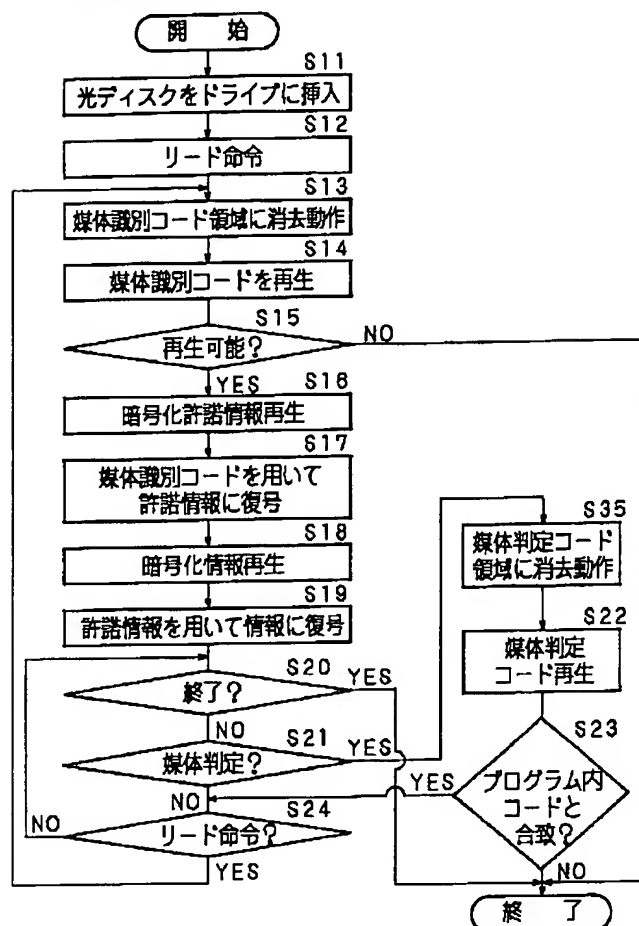 開 始
S11
光ディスクをドライブに挿入
S12
リード命令
S13
媒体識別コード領域に消去動作
S14
媒体識別コードを再生
S15
再生可能?
NO
YES
S16
暗号化許諾情報再生
S17
媒体識別コードを用いて
許諾情報に復号
S18
暗号化情報再生
S19
許諾情報を用いて情報に復号
S20
終了?
YES
NO
S21
媒体判定?
YES
NO
S24
リード命令?
NO
YES
S35
媒体判定コード
領域に消去動作
S22
媒体判定
コード再生
S23
プログラム内
コードと
合致?
YES
NO
終 了